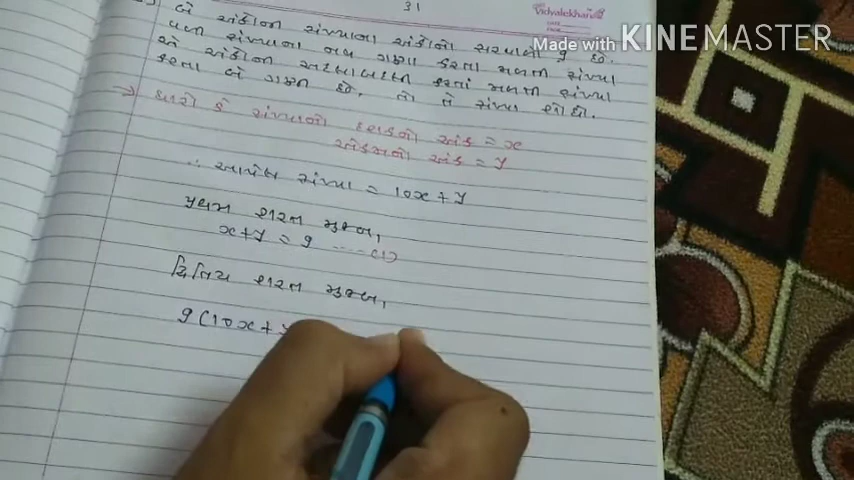 31
Vidyalekhan
Made with KINEMASTER
બે અંકોની સંખ્યાના અંકોનો સરવાળો 9 છે.
વળી સંખ્યાના નવ ગણા કરતા મળતી સંખ્યા
એ અંકોની અદલાબદલી કરતાં મળતી સંખ્યા
કરતા બે ગણી છે. તો તે સંખ્યા શોધો.
→ ધારો કે સંખ્યાનો દશકનો અંક = x
એકમનો અંક = y
∴ આપેલ સંખ્યા = 10x + y
પ્રથમ શરત મુજબ,
x + y = 9 ---- (1)
દ્વિતિય શરત મુજબ,
9 (10x + y